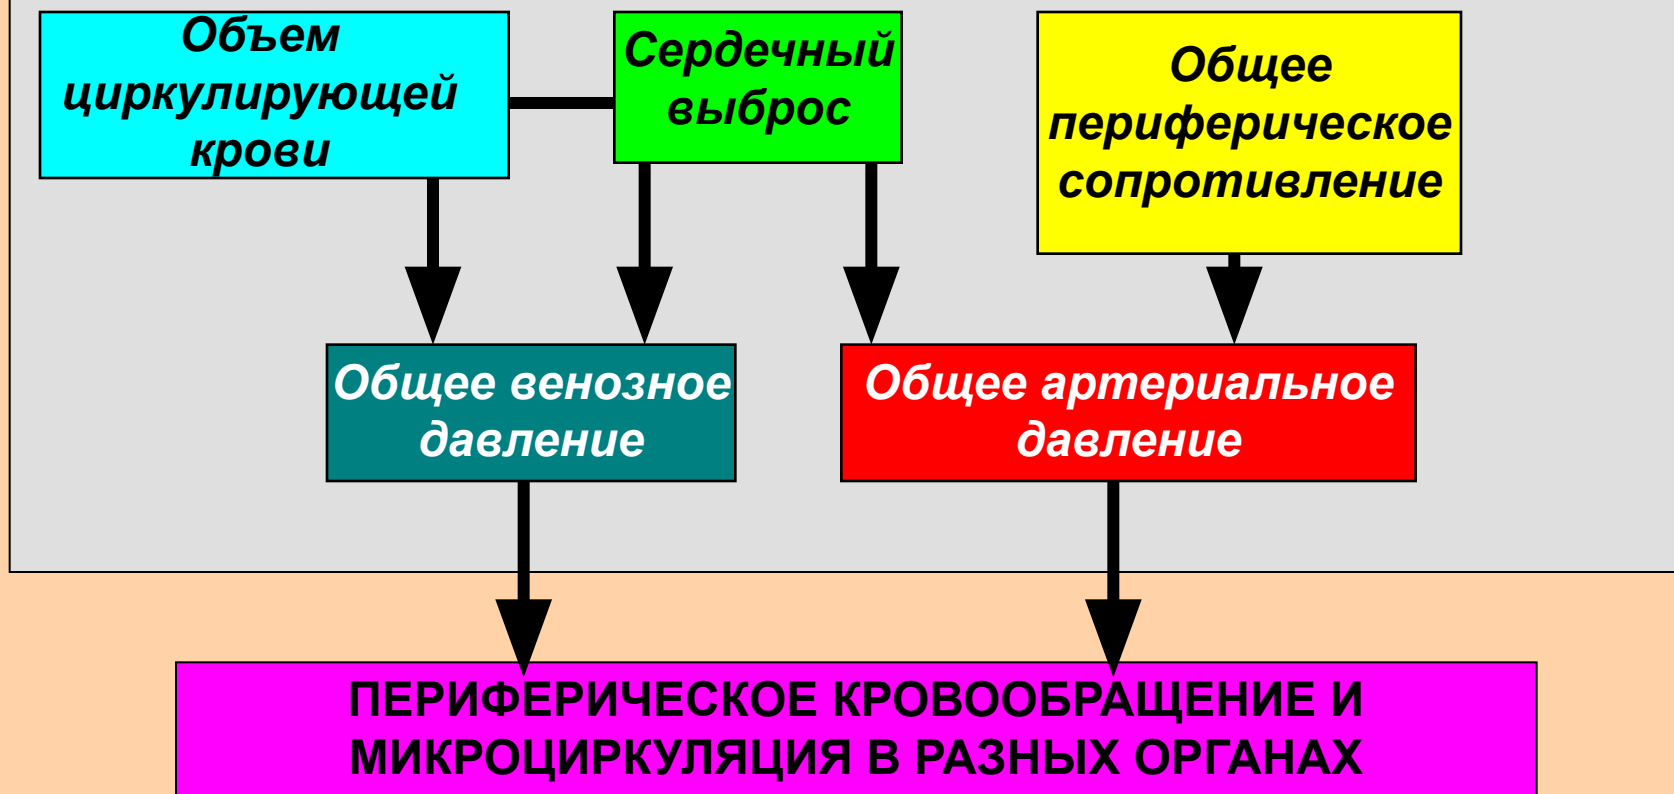 Объем
циркулирующей
крови
Сердечный
выброс
Общее
периферическое
сопротивление
Общее венозное
давление
Общее артериальное
давление
ПЕРИФЕРИЧЕСКОЕ КРОВООБРАЩЕНИЕ И
МИКРОЦИРКУЛЯЦИЯ В РАЗНЫХ ОРГАНАХ